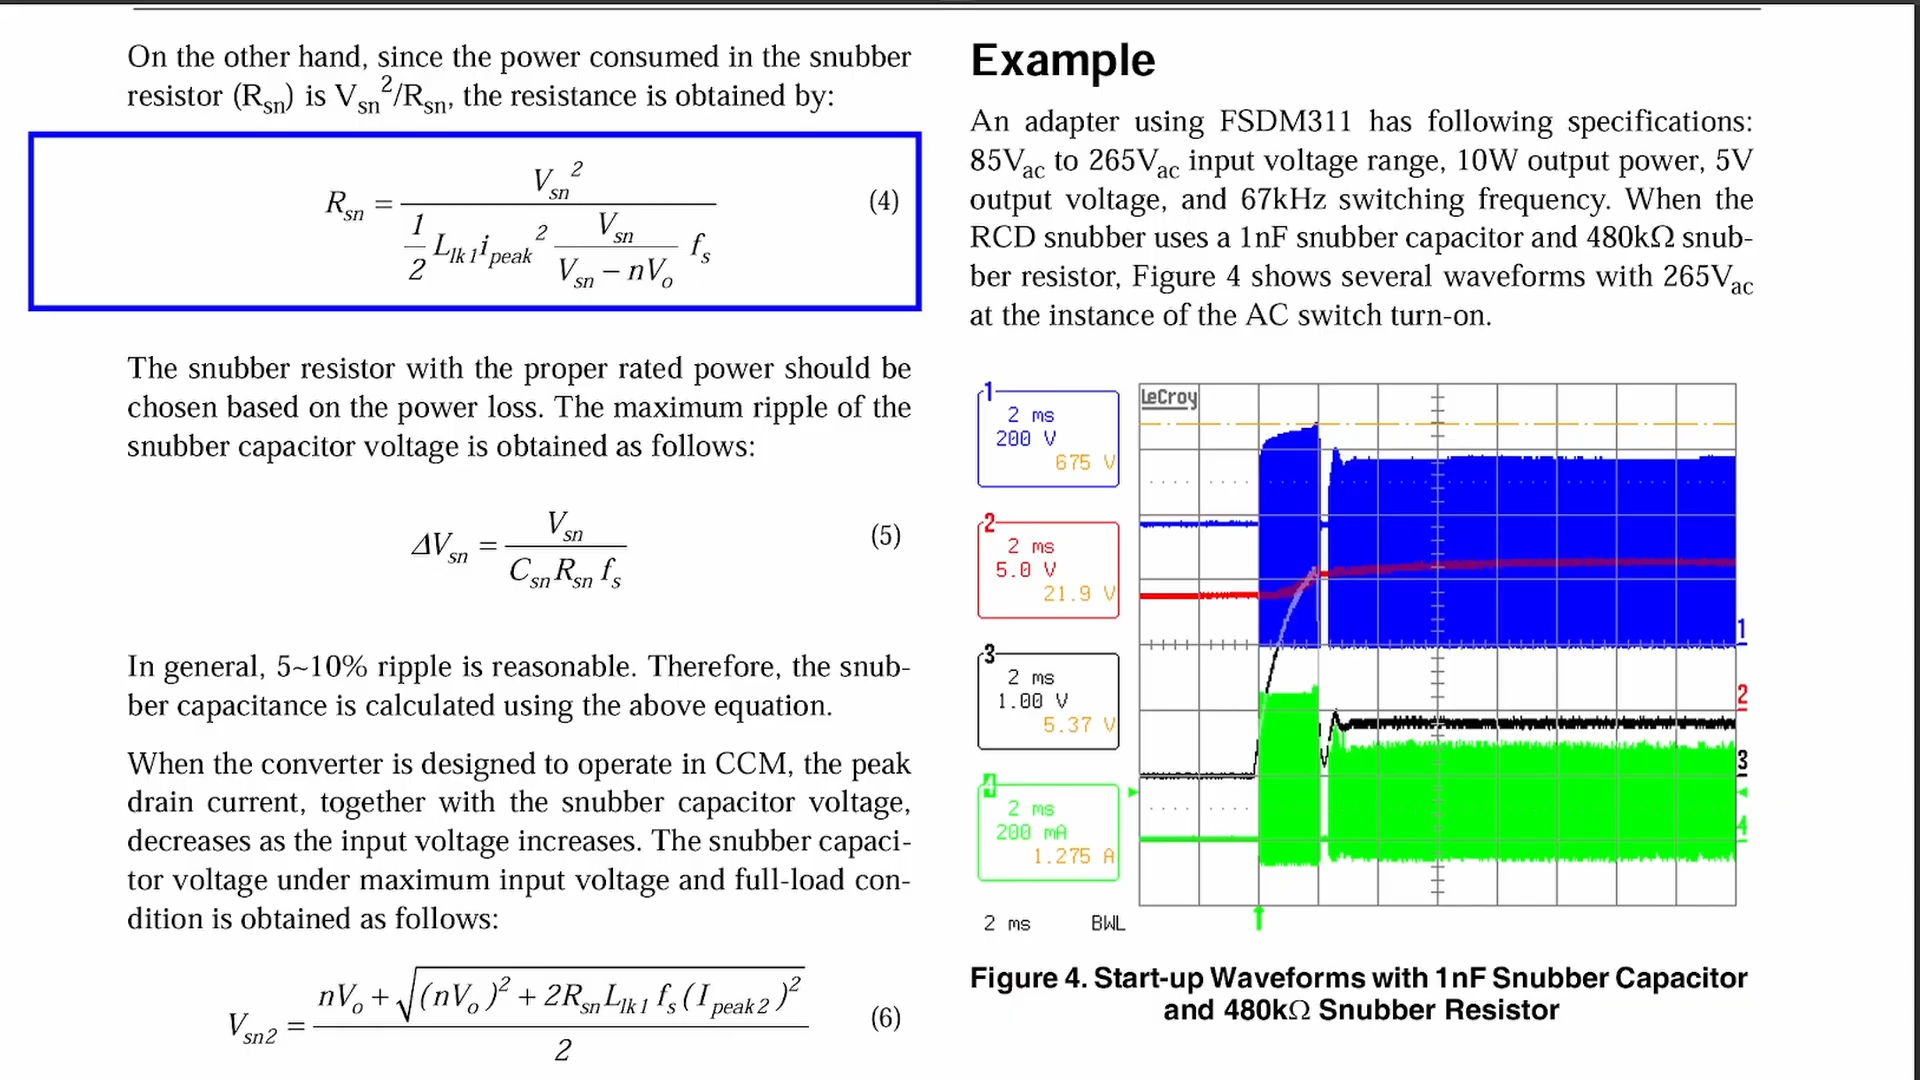 On the other hand, since the power consumed in the snubber
resistor (Rsn) is Vsn²/Rsn, the resistance is obtained by:
Rsn = Vsn² / (1/2 Llk1 ipeak² Vsn/(Vsn − nVo) fs) (4)
The snubber resistor with the proper rated power should be
chosen based on the power loss. The maximum ripple of the
snubber capacitor voltage is obtained as follows:
ΔVsn = Vsn / (Csn Rsn fs) (5)
In general, 5~10% ripple is reasonable. Therefore, the snub-
ber capacitance is calculated using the above equation.
When the converter is designed to operate in CCM, the peak
drain current, together with the snubber capacitor voltage,
decreases as the input voltage increases. The snubber capaci-
tor voltage under maximum input voltage and full-load con-
dition is obtained as follows:
Vsn2 = (nVo + √((nVo)² + 2Rsn Llk1 fs (Ipeak2)²)) / 2 (6)
Example
An adapter using FSDM311 has following specifications:
85Vac to 265Vac input voltage range, 10W output power, 5V
output voltage, and 67kHz switching frequency. When the
RCD snubber uses a 1nF snubber capacitor and 480kΩ snub-
ber resistor, Figure 4 shows several waveforms with 265Vac
at the instance of the AC switch turn-on.
LeCroy
1
2 ms
200 V
675 V
2
2 ms
5.0 V
21.9 V
3
2 ms
1.00 V
5.37 V
4
2 ms
200 mA
1.275 A
2 ms BWL
1
2
3
4
Figure 4. Start-up Waveforms with 1nF Snubber Capacitor
and 480kΩ Snubber Resistor